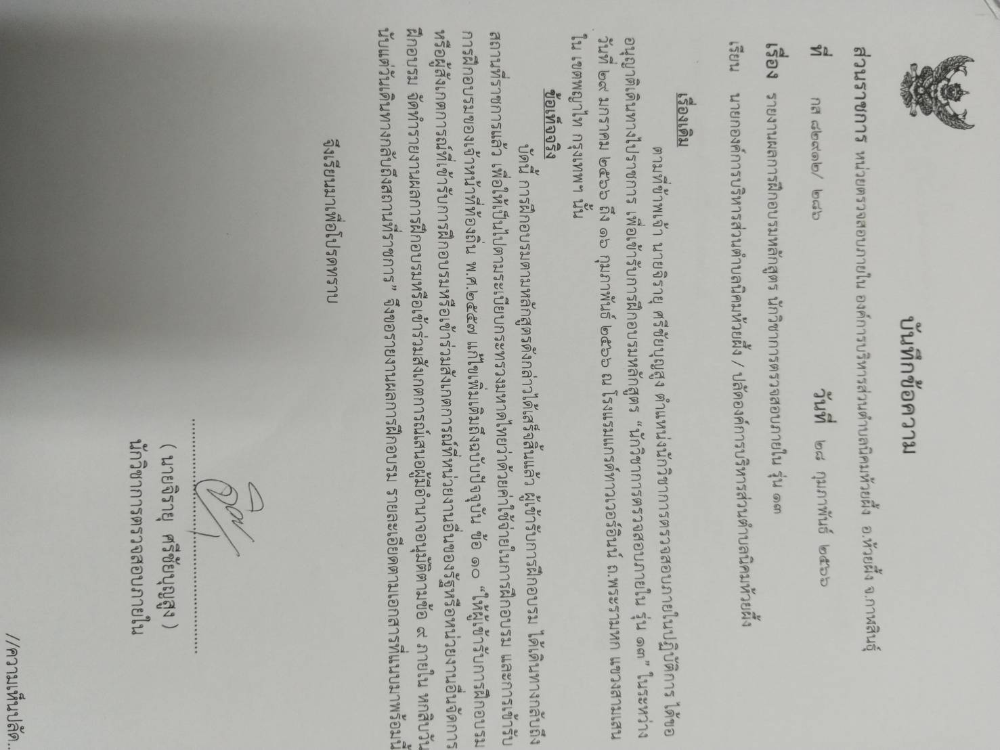 บันทึกข้อความ
ส่วนราชการ หน่วยตรวจสอบภายใน องค์การบริหารส่วนตำบลนิคมห้วยผึ้ง อ.ห้วยผึ้ง จ.กาฬสินธุ์
ที่ กส ๘๒๙๑๒/ ๒๘๖ วันที่ ๒๘ กุมภาพันธ์ ๒๕๖๖
เรื่อง รายงานผลการฝึกอบรมหลักสูตร นักวิชาการตรวจสอบภายใน รุ่น ๑๓
เรียน นายกองค์การบริหารส่วนตำบลนิคมห้วยผึ้ง / ปลัดองค์การบริหารส่วนตำบลนิคมห้วยผึ้ง
เรื่องเดิม
ตามที่ข้าพเจ้า นายจิรายุ ศรีชัยบุญสูง ตำแหน่งนักวิชาการตรวจสอบภายในปฏิบัติการ ได้ขอ
อนุญาติเดินทางไปราชการ เพื่อเข้ารับการฝึกอบรมหลักสูตร “นักวิชาการตรวจสอบภายใน รุ่น ๑๓” ในระหว่าง
วันที่ ๒๙ มกราคม ๒๕๖๖ ถึง ๑๖ กุมภาพันธ์ ๒๕๖๖ ณ โรงแรมแกรด์ทาวเวอร์อินน์ ถ.พระรามหก แขวงสามเสน
ใน เขตพญาไท กรุงเทพฯ นั้น
ข้อเท็จจริง
บัดนี้ การฝึกอบรมตามหลักสูตรดังกล่าวได้เสร็จสิ้นแล้ว ผู้เข้ารับการฝึกอบรม ได้เดินทางกลับถึง
สถานที่ราชการแล้ว เพื่อให้เป็นไปตามระเบียบกระทรวงมหาดไทยว่าด้วยค่าใช้จ่ายในการฝึกอบรม และการเข้ารับ
การฝึกอบรมของเจ้าหน้าที่ท้องถิ่น พ.ศ.๒๕๕๗ แก้ไขเพิ่มเติมถึงฉบับปัจจุบัน ข้อ ๑๐ “ให้ผู้เข้ารับการฝึกอบรม
หรือผู้สังเกตการณ์ที่เข้ารับการฝึกอบรมหรือเข้าร่วมสังเกตการณ์ที่หน่วยงานอื่นของรัฐหรือหน่วยงานอื่นจัดการ
ฝึกอบรม จัดทำรายงานผลการฝึกอบรมหรือเข้าร่วมสังเกตการณ์เสนอผู้มีอำนาจอนุมัติตามข้อ ๙ ภายใน หกสิบวัน
นับแต่วันเดินทางกลับถึงสถานที่ราชการ” จึงขอรายงานผลการฝึกอบรม รายละเอียดตามเอกสารที่แนบมาพร้อมนี้
จึงเรียนมาเพื่อโปรดทราบ
( นายจิรายุ ศรีชัยบุญสูง )
นักวิชาการตรวจสอบภายใน
//ความเห็นปลัด..